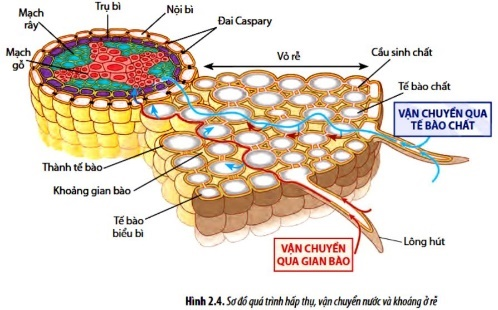 Mạch
rây
Trụ bì
Nội bì
Đai Caspary
Mạch
gỗ
Vỏ rễ
Cầu sinh chất
Tế bào chất
VẬN CHUYỂN QUA
TẾ BÀO CHẤT
Thành tế bào
Khoảng gian bào
Tế bào
biểu bì
VẬN CHUYỂN
QUA GIAN BÀO
Lông hút
Hình 2.4. Sơ đồ quá trình hấp thụ, vận chuyển nước và khoáng ở rễ